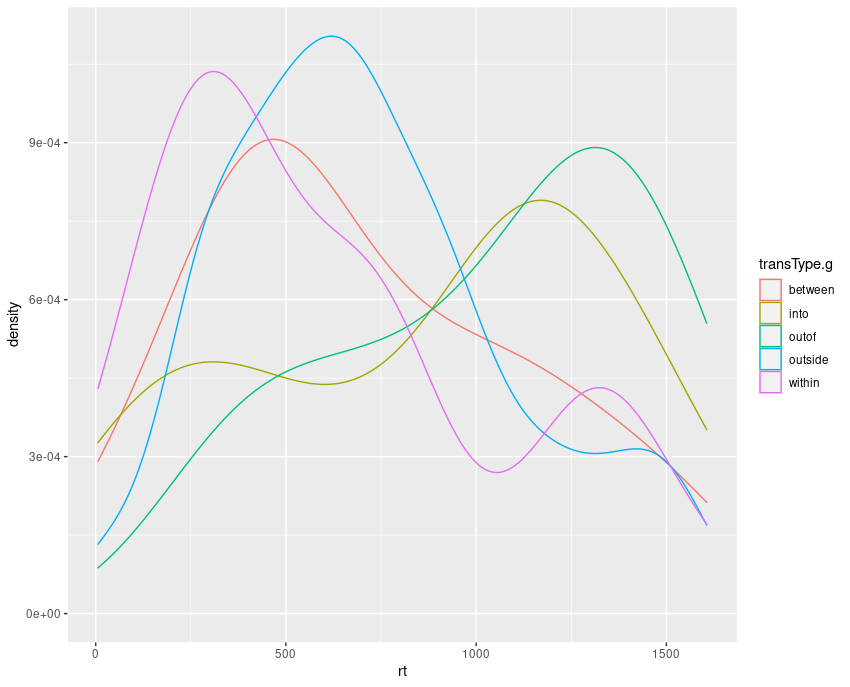 density
9e-04
6e-04
3e-04
0e+00
0
500
1000
1500
rt
transType.g
between
into
outof
outside
within